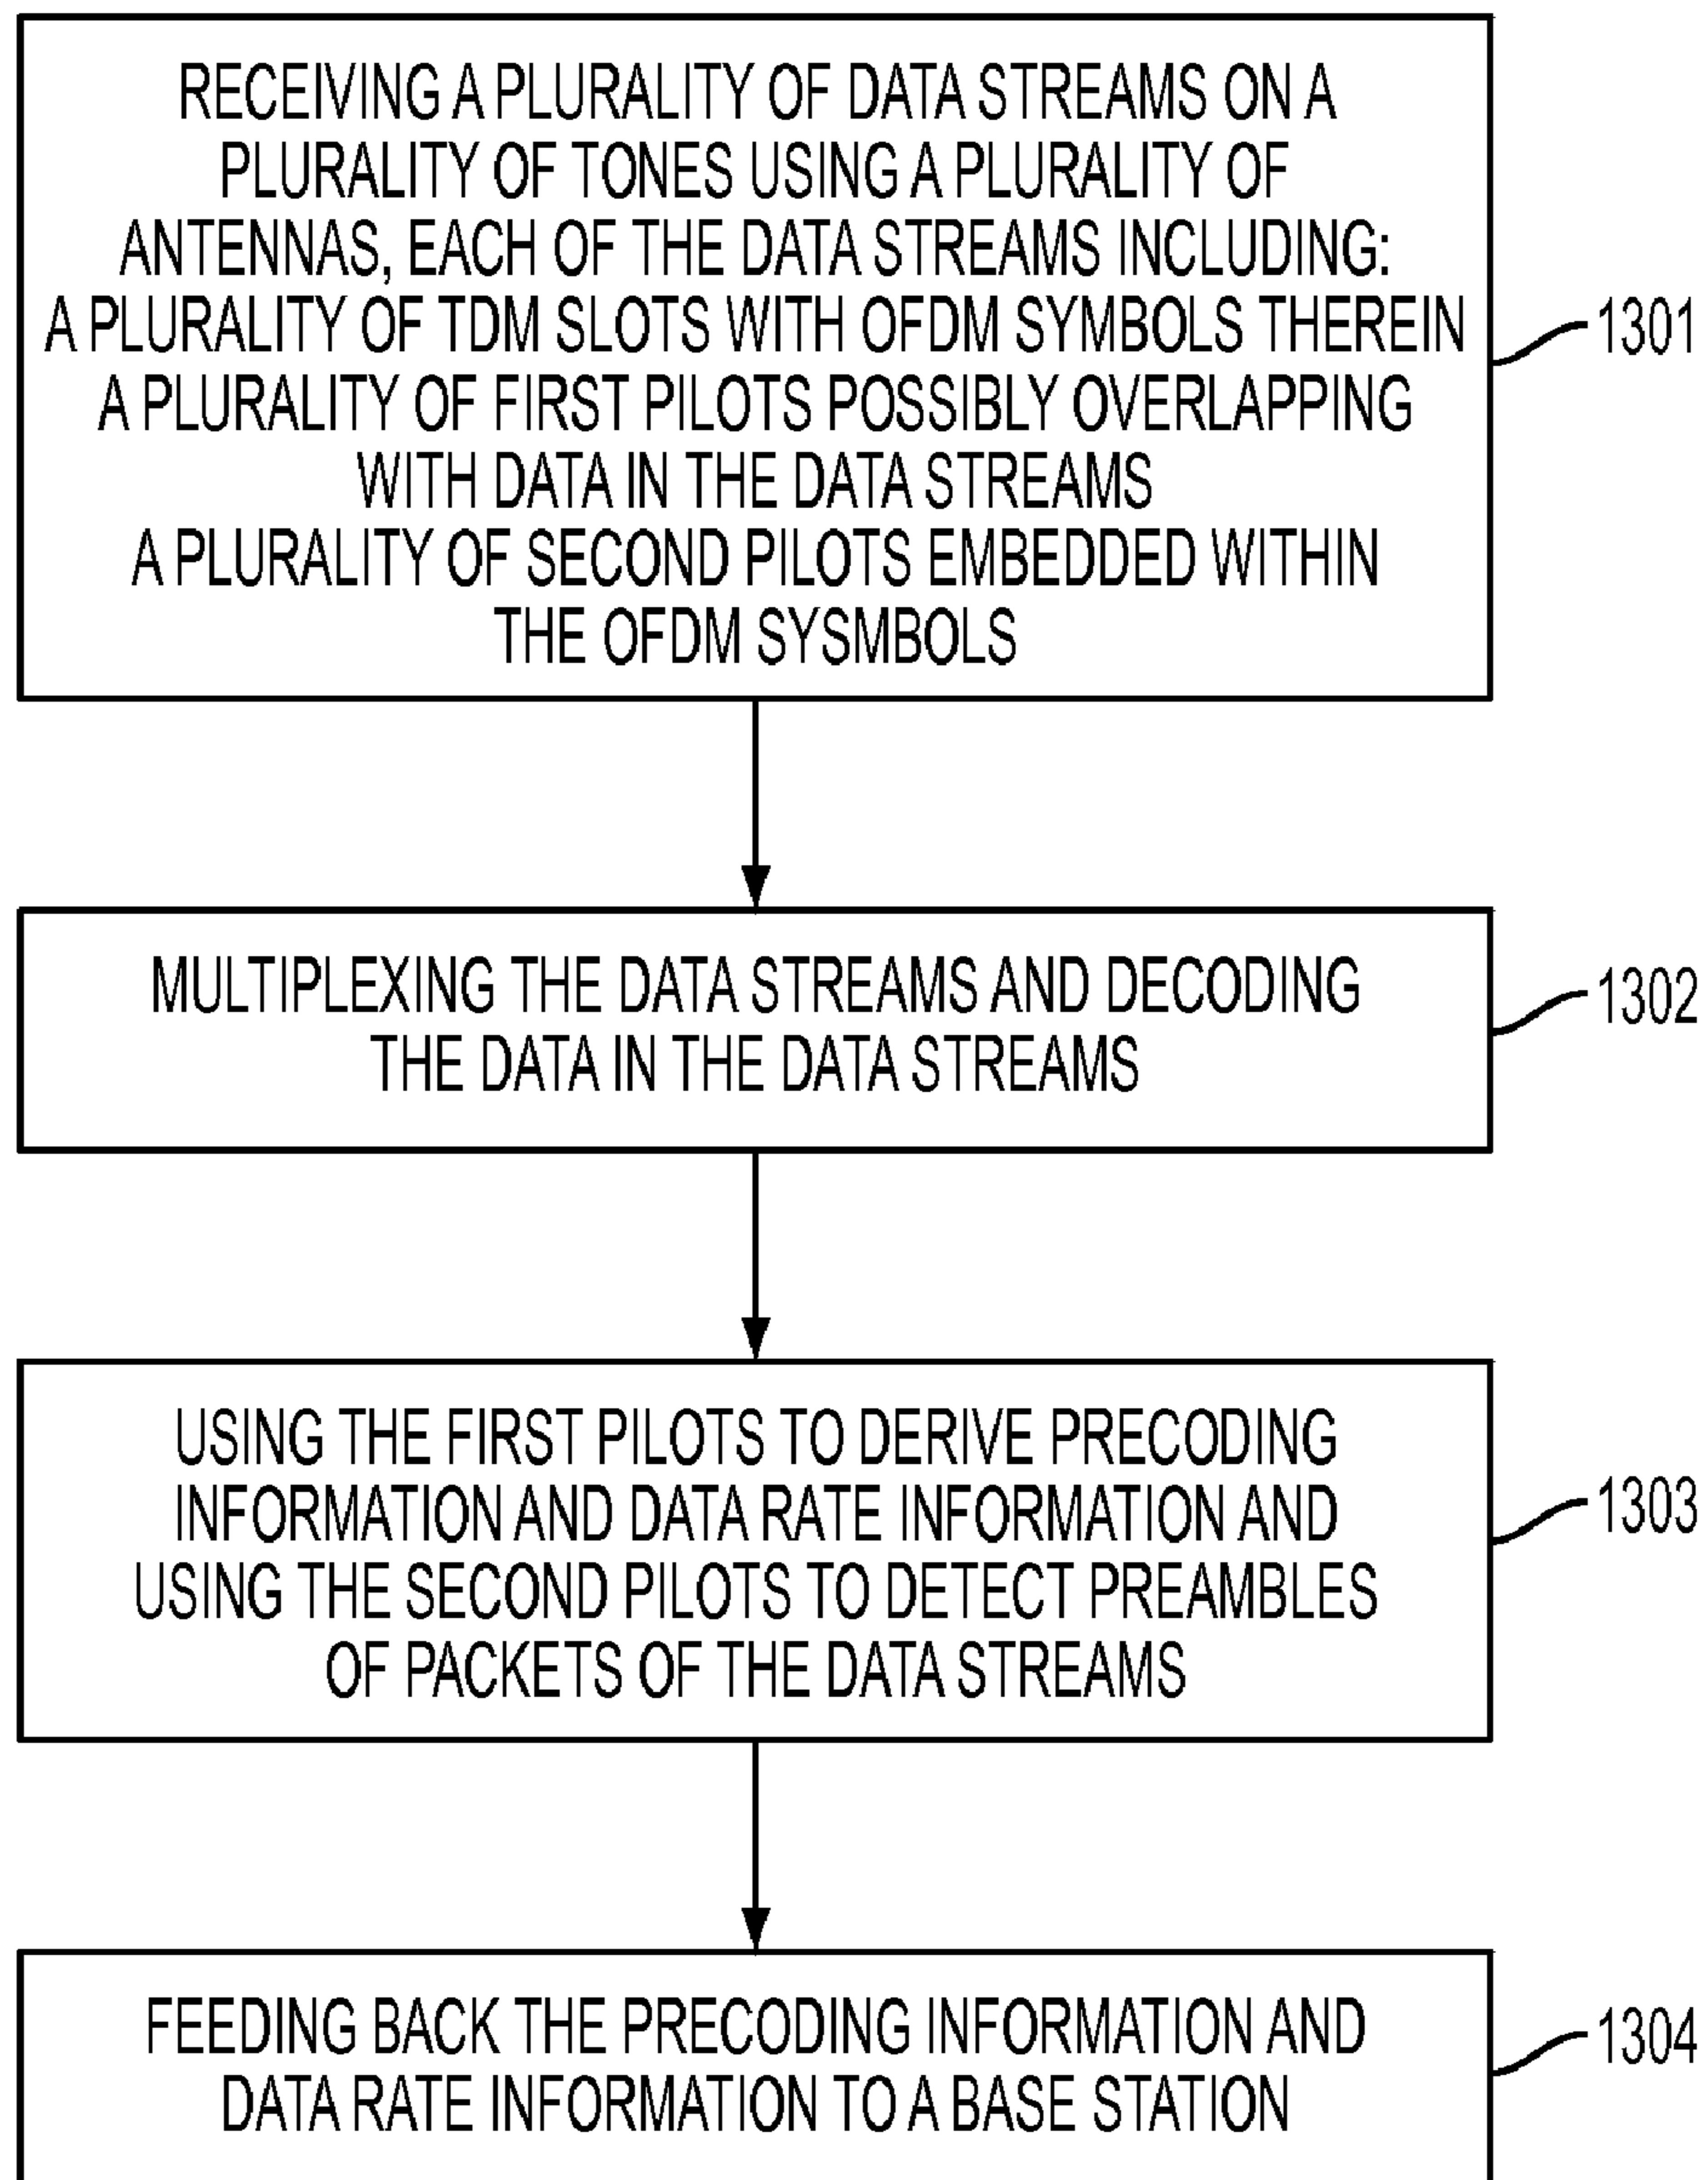 RECEIVING A PLURALITY OF DATA STREAMS ON A
PLURALITY OF TONES USING A PLURALITY OF
ANTENNAS, EACH OF THE DATA STREAMS INCLUDING:
A PLURALITY OF TDM SLOTS WITH OFDM SYMBOLS THEREIN
A PLURALITY OF FIRST PILOTS POSSIBLY OVERLAPPING
WITH DATA IN THE DATA STREAMS
A PLURALITY OF SECOND PILOTS EMBEDDED WITHIN
THE OFDM SYSMBOLS
1301
MULTIPLEXING THE DATA STREAMS AND DECODING
THE DATA IN THE DATA STREAMS
1302
USING THE FIRST PILOTS TO DERIVE PRECODING
INFORMATION AND DATA RATE INFORMATION AND
USING THE SECOND PILOTS TO DETECT PREAMBLES
OF PACKETS OF THE DATA STREAMS
1303
FEEDING BACK THE PRECODING INFORMATION AND
DATA RATE INFORMATION TO A BASE STATION
1304